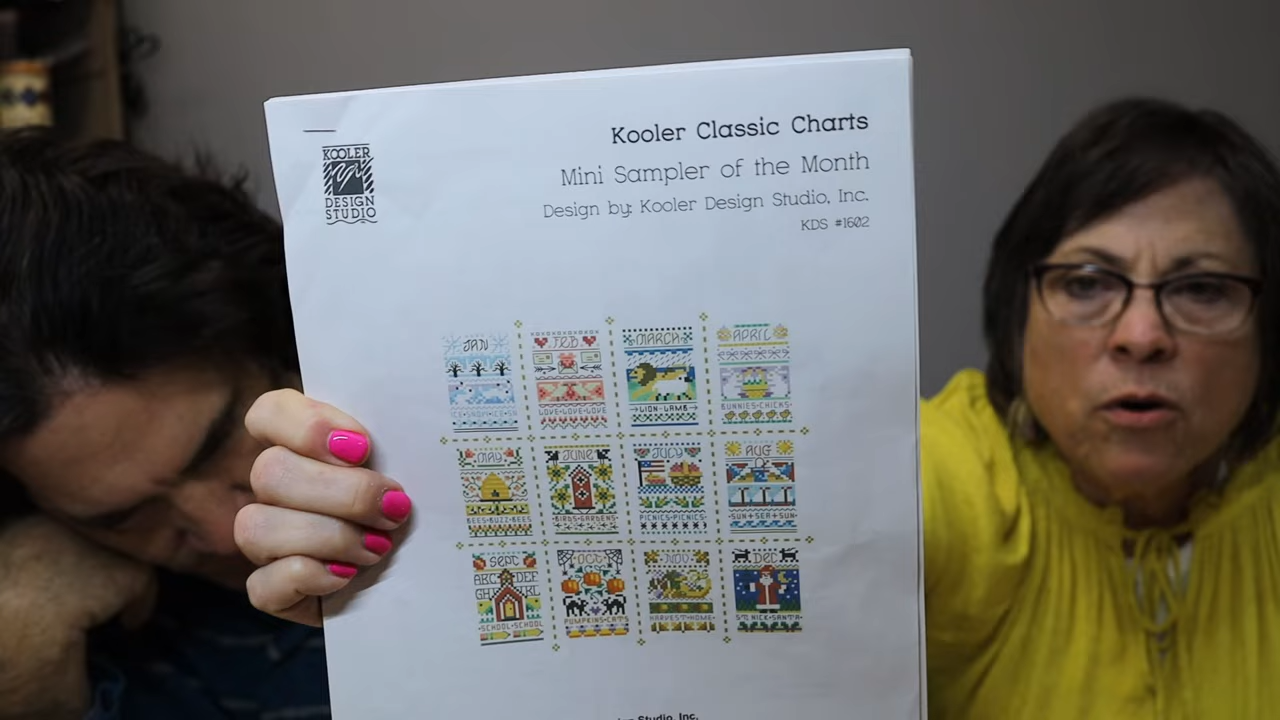 KOOLER
DESIGN
STUDIO
Kooler Classic Charts
Mini Sampler of the Month
Design by: Kooler Design Studio, Inc.
KDS #1602
JAN
FEB
MARCH
APRIL
LOVE·LOVE·LOVE
LION·LAMB
BUNNIES·CHICKS
MAY
JUNE
JULY
AUG
BEES·BUZZ·BEES
BIRDS·GARDENS
PICNICS·PICNICS
SUN·SEA·SUN
SEPT
OCT
NOV
DEC
ABC DE
SCHOOL·SCHOOL
PUMPKINS·CATS
HARVEST·HOME
ST. NICK·SANTA
Studio, Inc.